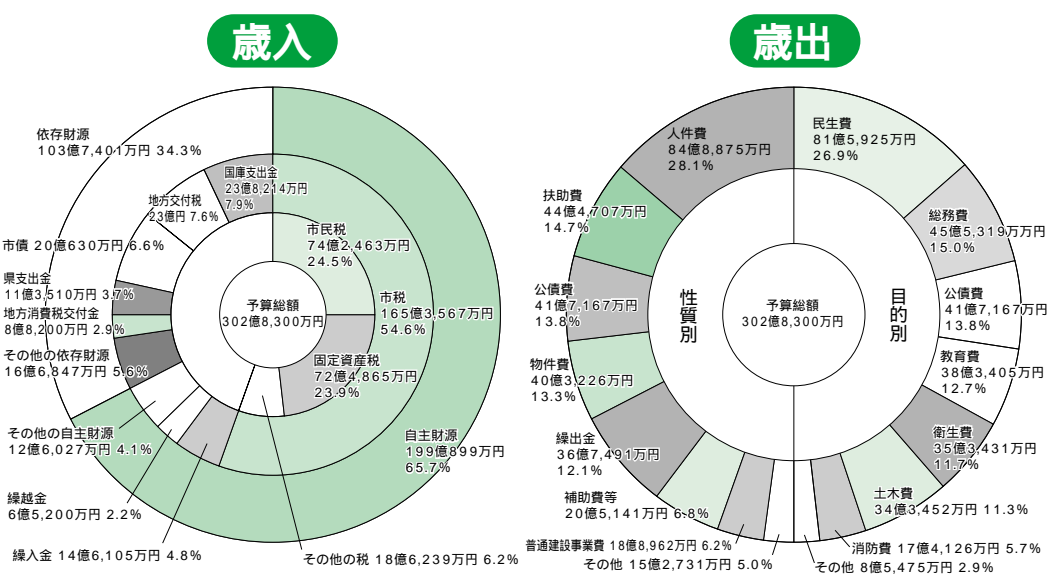 歳入
依存財源
103億7,401万円 34.3%
国庫支出金
23億8,214万円
7.9%
地方交付税
23億円 7.6%
市債 20億630万円 6.6%
県支出金
11億3,510万円 3.7%
地方消費税交付金
8億8,200万円 2.9%
その他の依存財源
16億6,847万円 5.6%
その他の自主財源
12億6,027万円 4.1%
繰越金
6億5,200万円 2.2%
繰入金 14億6,105万円 4.8%
市民税
74億2,463万円
24.5%
市税
165億3,567万円
54.6%
予算総額
302億8,300万円
固定資産税
72億4,865万円
23.9%
自主財源
199億899万円
65.7%
その他の税 18億6,239万円 6.2%
歳出
人件費
84億8,875万円
28.1%
扶助費
44億4,707万円
14.7%
公債費
41億7,167万円
13.8%
物件費
40億3,226万円
13.3%
繰出金
36億7,491万円
12.1%
補助費等
20億5,141万円 6.8%
普通建設事業費 18億8,962万円 6.2%
その他 15億2,731万円 5.0%
性質別
予算総額
302億8,300万円
目的別
民生費
81億5,925万円
26.9%
総務費
45億5,319万万円
15.0%
公債費
41億7,167万円
13.8%
教育費
38億3,405万円
12.7%
衛生費
35億3,431万円
11.7%
土木費
34億3,452万円 11.3%
消防費 17億4,126万円 5.7%
その他 8億5,475万円 2.9%